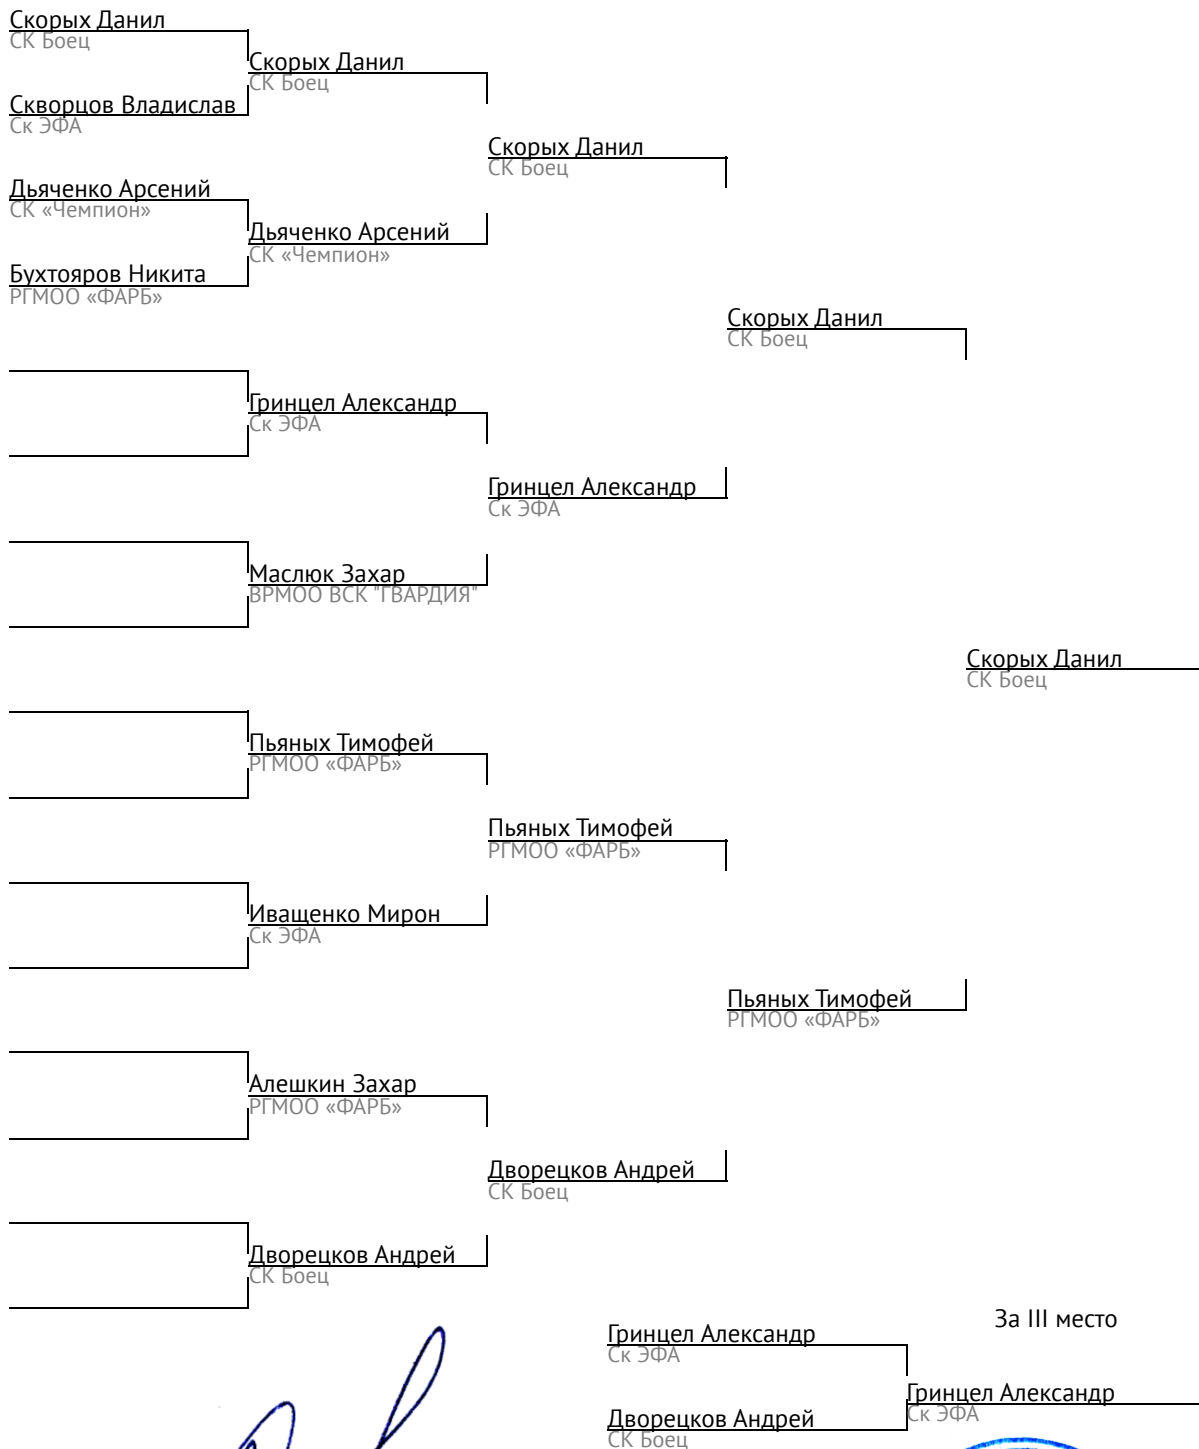 Скорых Данил
СК Боец
Скорых Данил
СК Боец
Скворцов Владислав
Ск ЭФА
Скорых Данил
СК Боец
Дьяченко Арсений
СК «Чемпион»
Дьяченко Арсений
СК «Чемпион»
Бухтояров Никита
РГМОО «ФАРБ»
Скорых Данил
СК Боец
Гринцел Александр
Ск ЭФА
Гринцел Александр
Ск ЭФА
Маслюк Захар
ВРМОО ВСК "ГВАРДИЯ"
Скорых Данил
СК Боец
Пьяных Тимофей
РГМОО «ФАРБ»
Пьяных Тимофей
РГМОО «ФАРБ»
Иващенко Мирон
Ск ЭФА
Пьяных Тимофей
РГМОО «ФАРБ»
Алешкин Захар
РГМОО «ФАРБ»
Дворецков Андрей
СК Боец
Дворецков Андрей
СК Боец
За III место
Гринцел Александр
Ск ЭФА
Гринцел Александр
Ск ЭФА
Дворецков Андрей
СК Боец